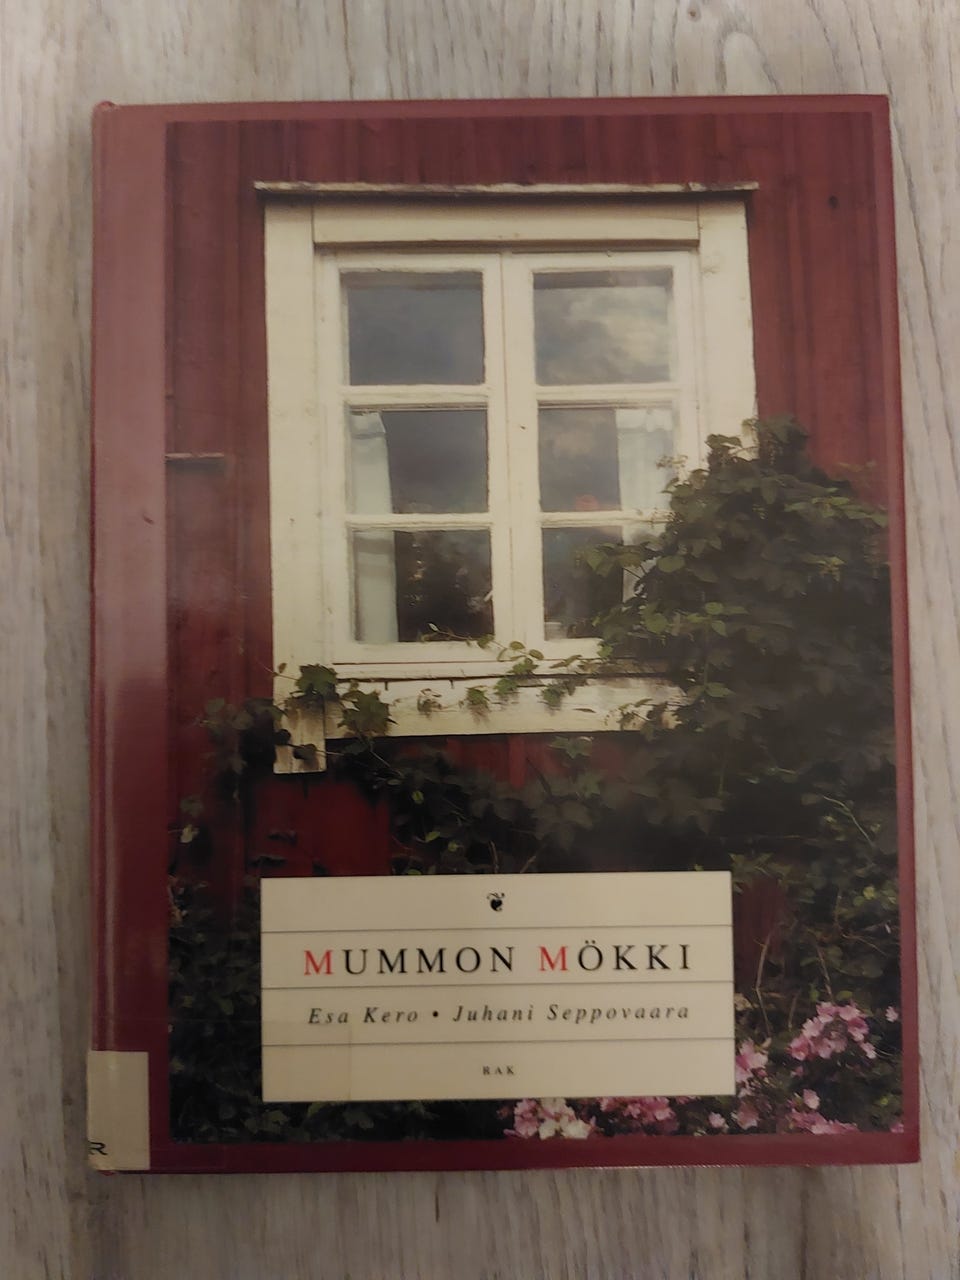 MUMMON MÖKKI
Esa Kero • Juhani Seppovaara
RAK
R